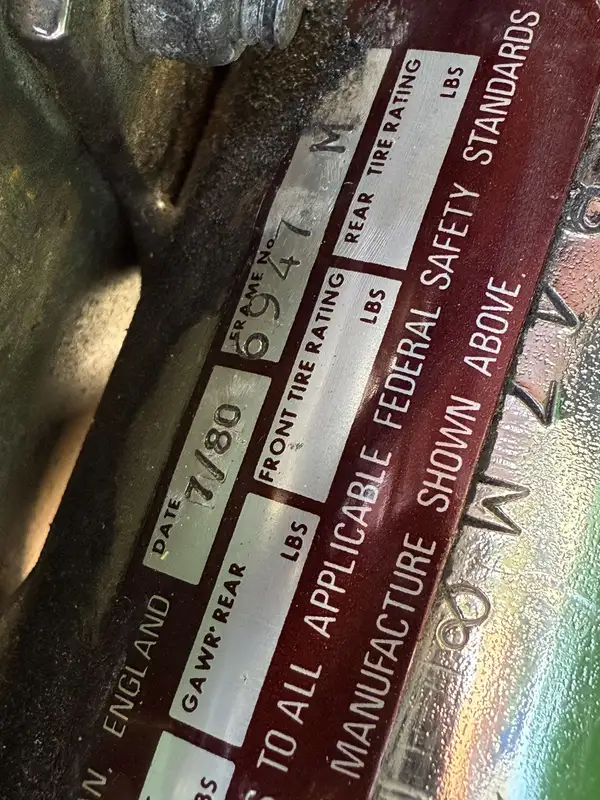 N, ENGLAND
DATE 7/80
FRAME No
6947 M
GAWR·REAR
LBS
FRONT TIRE RATING
LBS
REAR TIRE RATING
LBS
BS
TO ALL APPLICABLE FEDERAL SAFETY STANDARDS
MANUFACTURE SHOWN ABOVE.